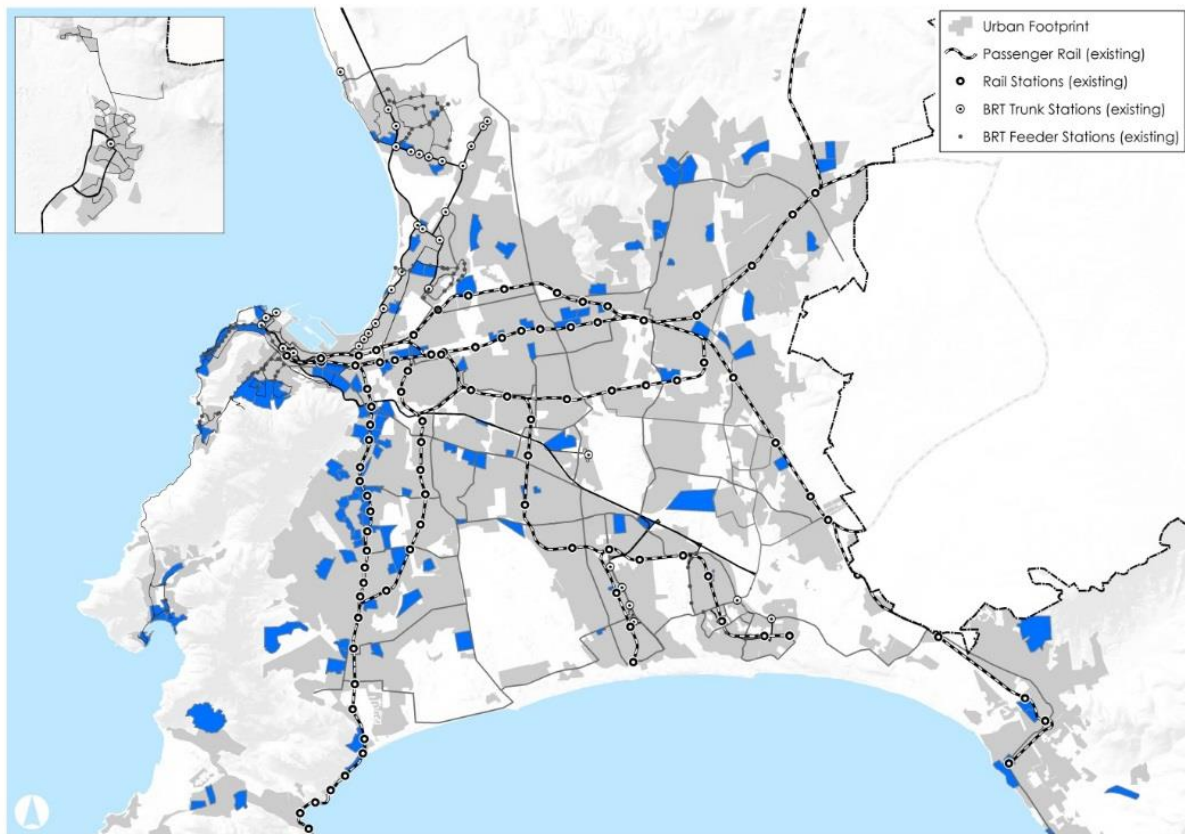 Urban Footprint
Passenger Rail (existing)
Rail Stations (existing)
BRT Trunk Stations (existing)
BRT Feeder Stations (existing)